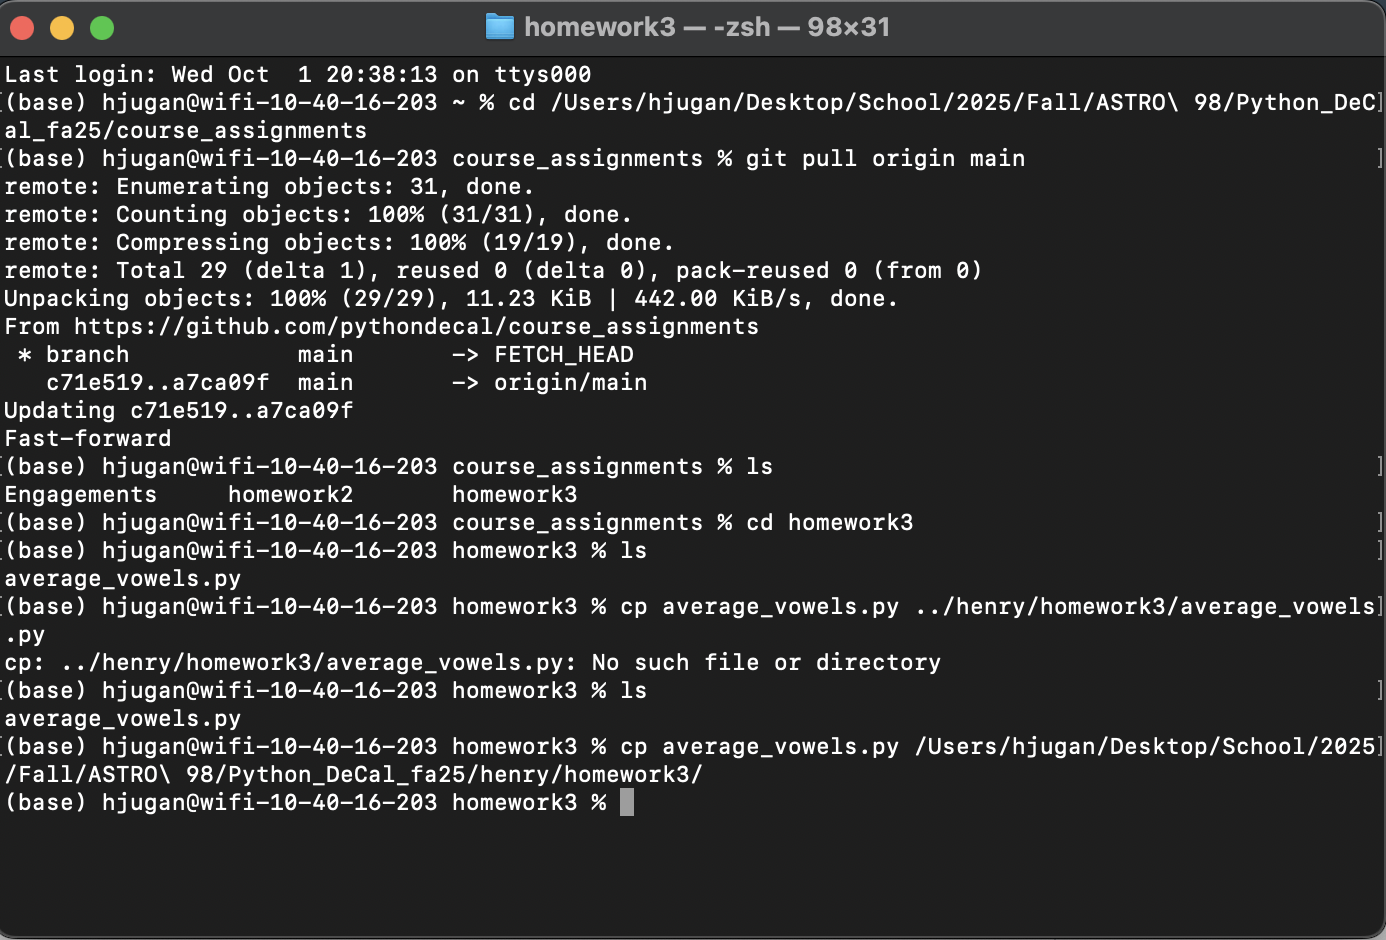 homework3 — -zsh — 98×31
Last login: Wed Oct  1 20:38:13 on ttys000
[(base) hjugan@wifi-10-40-16-203 ~ % cd /Users/hjugan/Desktop/School/2025/Fall/ASTRO\ 98/Python_DeC]
al_fa25/course_assignments
[(base) hjugan@wifi-10-40-16-203 course_assignments % git pull origin main                         ]
remote: Enumerating objects: 31, done.
remote: Counting objects: 100% (31/31), done.
remote: Compressing objects: 100% (19/19), done.
remote: Total 29 (delta 1), reused 0 (delta 0), pack-reused 0 (from 0)
Unpacking objects: 100% (29/29), 11.23 KiB | 442.00 KiB/s, done.
From https://github.com/pythondecal/course_assignments
 * branch            main       -> FETCH_HEAD
   c71e519..a7ca09f  main       -> origin/main
Updating c71e519..a7ca09f
Fast-forward
[(base) hjugan@wifi-10-40-16-203 course_assignments % ls                                           ]
Engagements     homework2       homework3
[(base) hjugan@wifi-10-40-16-203 course_assignments % cd homework3                                 ]
[(base) hjugan@wifi-10-40-16-203 homework3 % ls                                                    ]
average_vowels.py
[(base) hjugan@wifi-10-40-16-203 homework3 % cp average_vowels.py ../henry/homework3/average_vowels]
.py
cp: ../henry/homework3/average_vowels.py: No such file or directory
[(base) hjugan@wifi-10-40-16-203 homework3 % ls                                                    ]
average_vowels.py
[(base) hjugan@wifi-10-40-16-203 homework3 % cp average_vowels.py /Users/hjugan/Desktop/School/2025]
/Fall/ASTRO\ 98/Python_DeCal_fa25/henry/homework3/
(base) hjugan@wifi-10-40-16-203 homework3 %